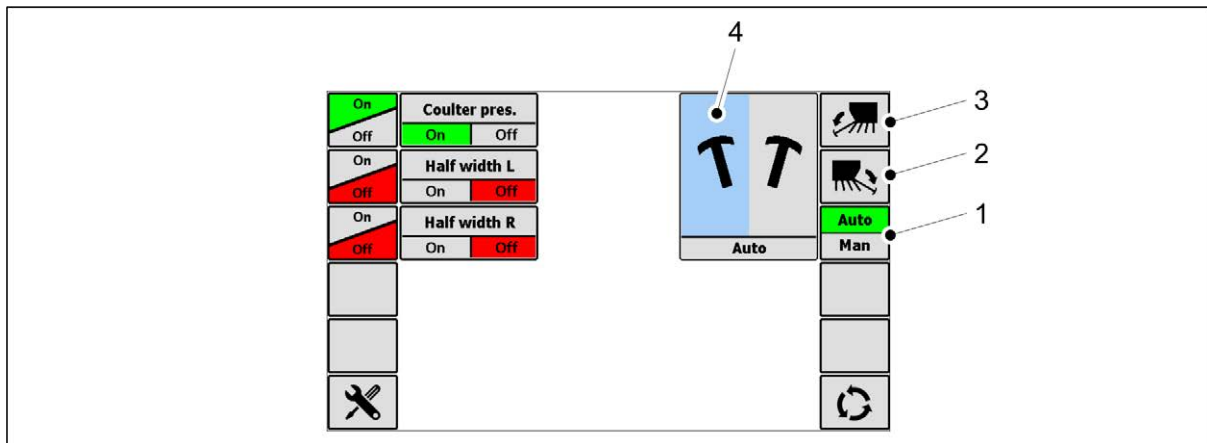 4
On
Off
Coulter pres.
On Off
3
On
Off
Half width L
On Off
2
On
Off
Half width R
On Off
Auto
Auto
Man
1